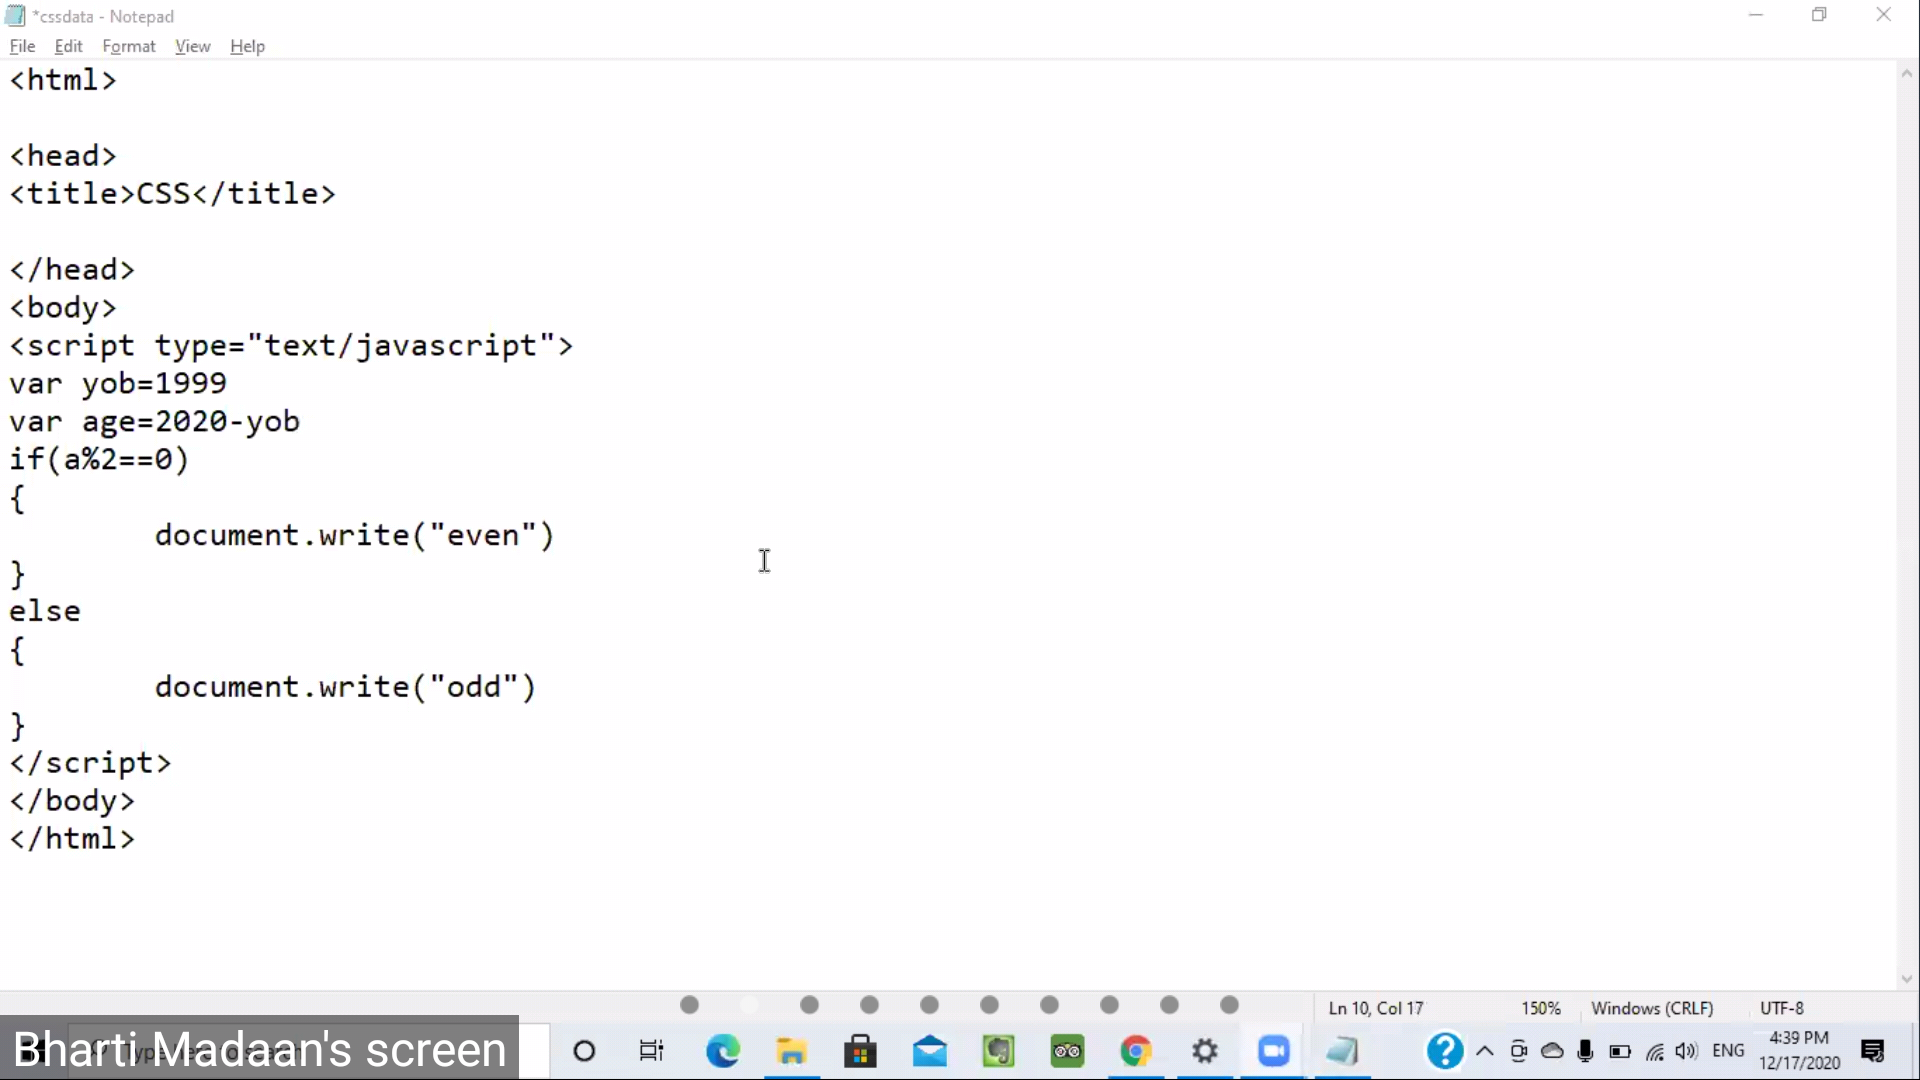 *cssdata - Notepad
File Edit Format View Help
<html>
<head>
<title>CSS</title>
</head>
<body>
<script type="text/javascript">
var yob=1999
var age=2020-yob
if(a%2==0)
{
document.write("even")
}
else
{
document.write("odd")
}
</script>
</body>
</html>
Ln 10, Col 17 150% Windows (CRLF) UTF-8
Bharti Madaan's screen
ENG 4:39 PM
12/17/2020